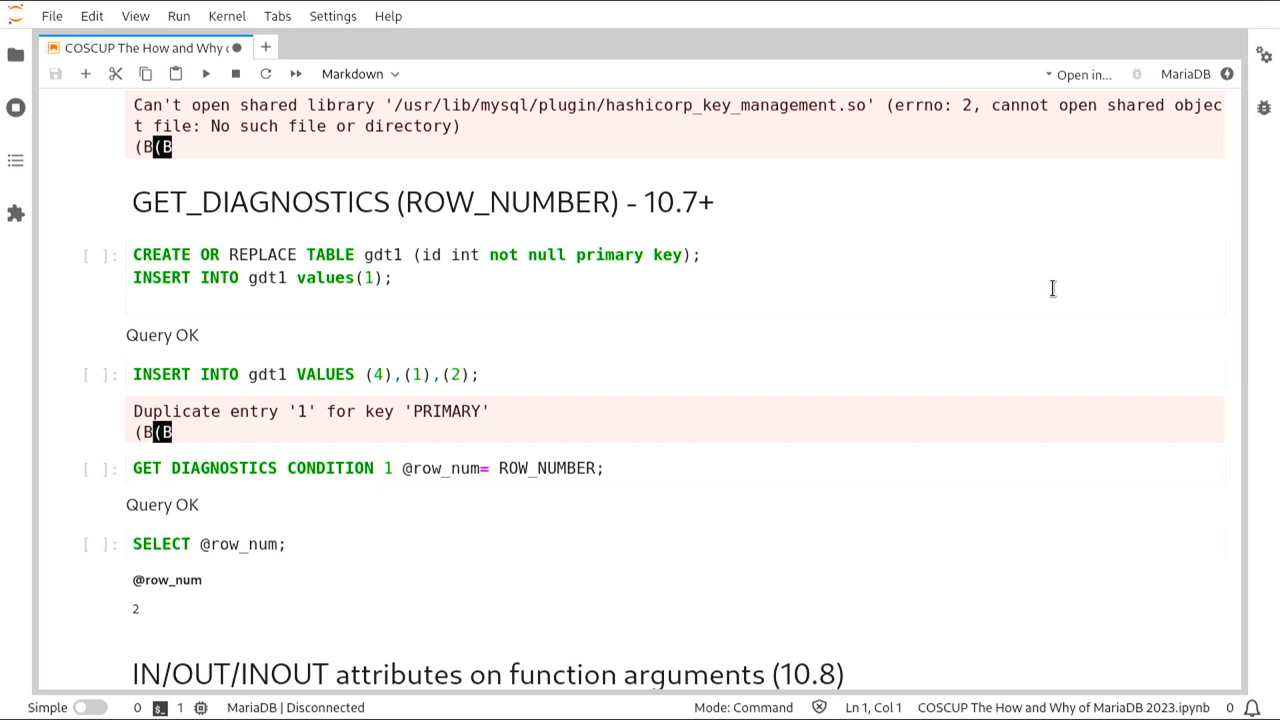 File Edit View Run Kernel Tabs Settings Help
COSCUP The How and Why
Markdown
Open in...
MariaDB
Can't open shared library '/usr/lib/mysql/plugin/hashicorp_key_management.so' (errno: 2, cannot open shared objec
t file: No such file or directory)
(B(B
GET_DIAGNOSTICS (ROW_NUMBER) - 10.7+
[ ]: CREATE OR REPLACE TABLE gdt1 (id int not null primary key);
INSERT INTO gdt1 values(1);
Query OK
[ ]: INSERT INTO gdt1 VALUES (4),(1),(2);
Duplicate entry '1' for key 'PRIMARY'
(B(B
[ ]: GET DIAGNOSTICS CONDITION 1 @row_num= ROW_NUMBER;
Query OK
[ ]: SELECT @row_num;
@row_num
2
IN/OUT/INOUT attributes on function arguments (10.8)
Simple 0 1 MariaDB | Disconnected Mode: Command Ln 1, Col 1 COSCUP The How and Why of MariaDB 2023.ipynb 0